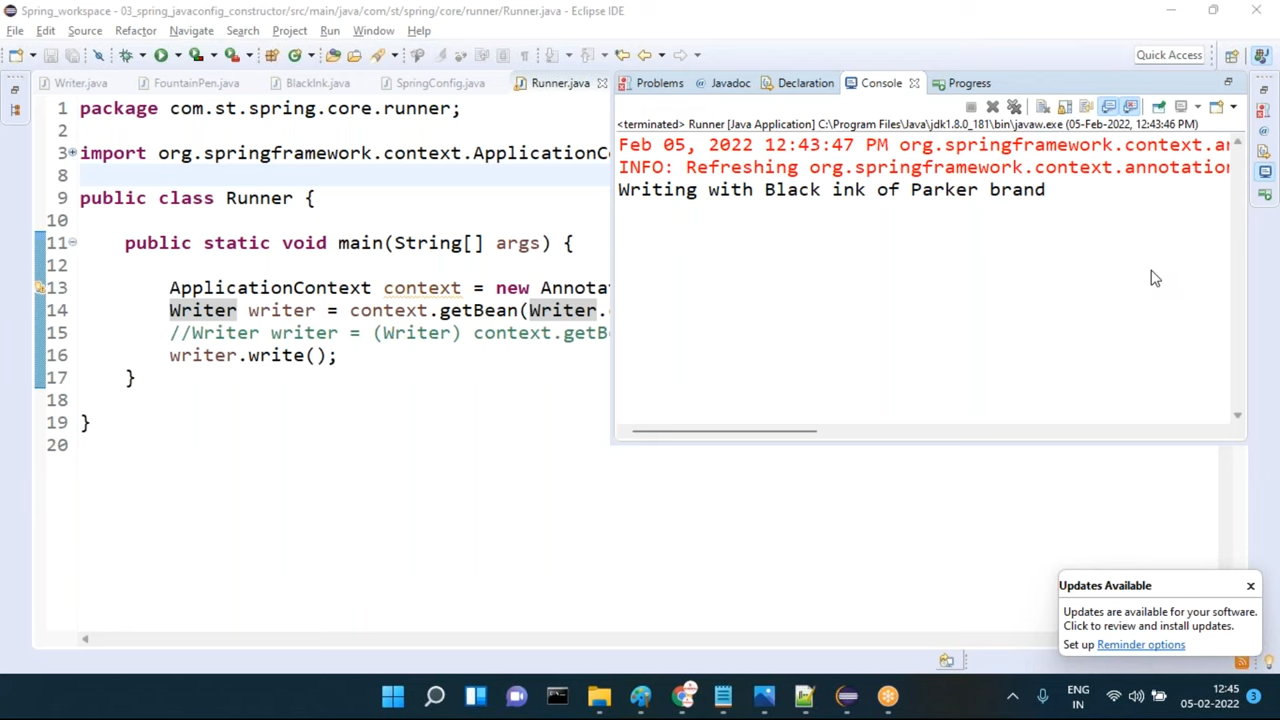 Spring_workspace - 03_spring_javaconfig_constructor/src/main/java/com/st/spring/core/runner/Runner.java - Eclipse IDE
File Edit Source Refactor Navigate Search Project Run Window Help
Quick Access
Writer.java FountainPen.java BlackInk.java SpringConfig.java Runner.java
Problems @ Javadoc Declaration Console Progress
<terminated> Runner [Java Application] C:\Program Files\Java\jdk1.8.0_181\bin\javaw.exe (05-Feb-2022, 12:43:46 PM)
Feb 05, 2022 12:43:47 PM org.springframework.context.an
INFO: Refreshing org.springframework.context.annotation
Writing with Black ink of Parker brand
1 package com.st.spring.core.runner;
2
3 import org.springframework.context.ApplicationCo
8
9 public class Runner {
10
11 public static void main(String[] args) {
12
13 ApplicationContext context = new Annota
14 Writer writer = context.getBean(Writer.
15 //Writer writer = (Writer) context.getB
16 writer.write();
17 }
18
19 }
20
Updates Available
Updates are available for your software.
Click to review and install updates.
Set up Reminder options
ENG
IN
12:45
05-02-2022
3